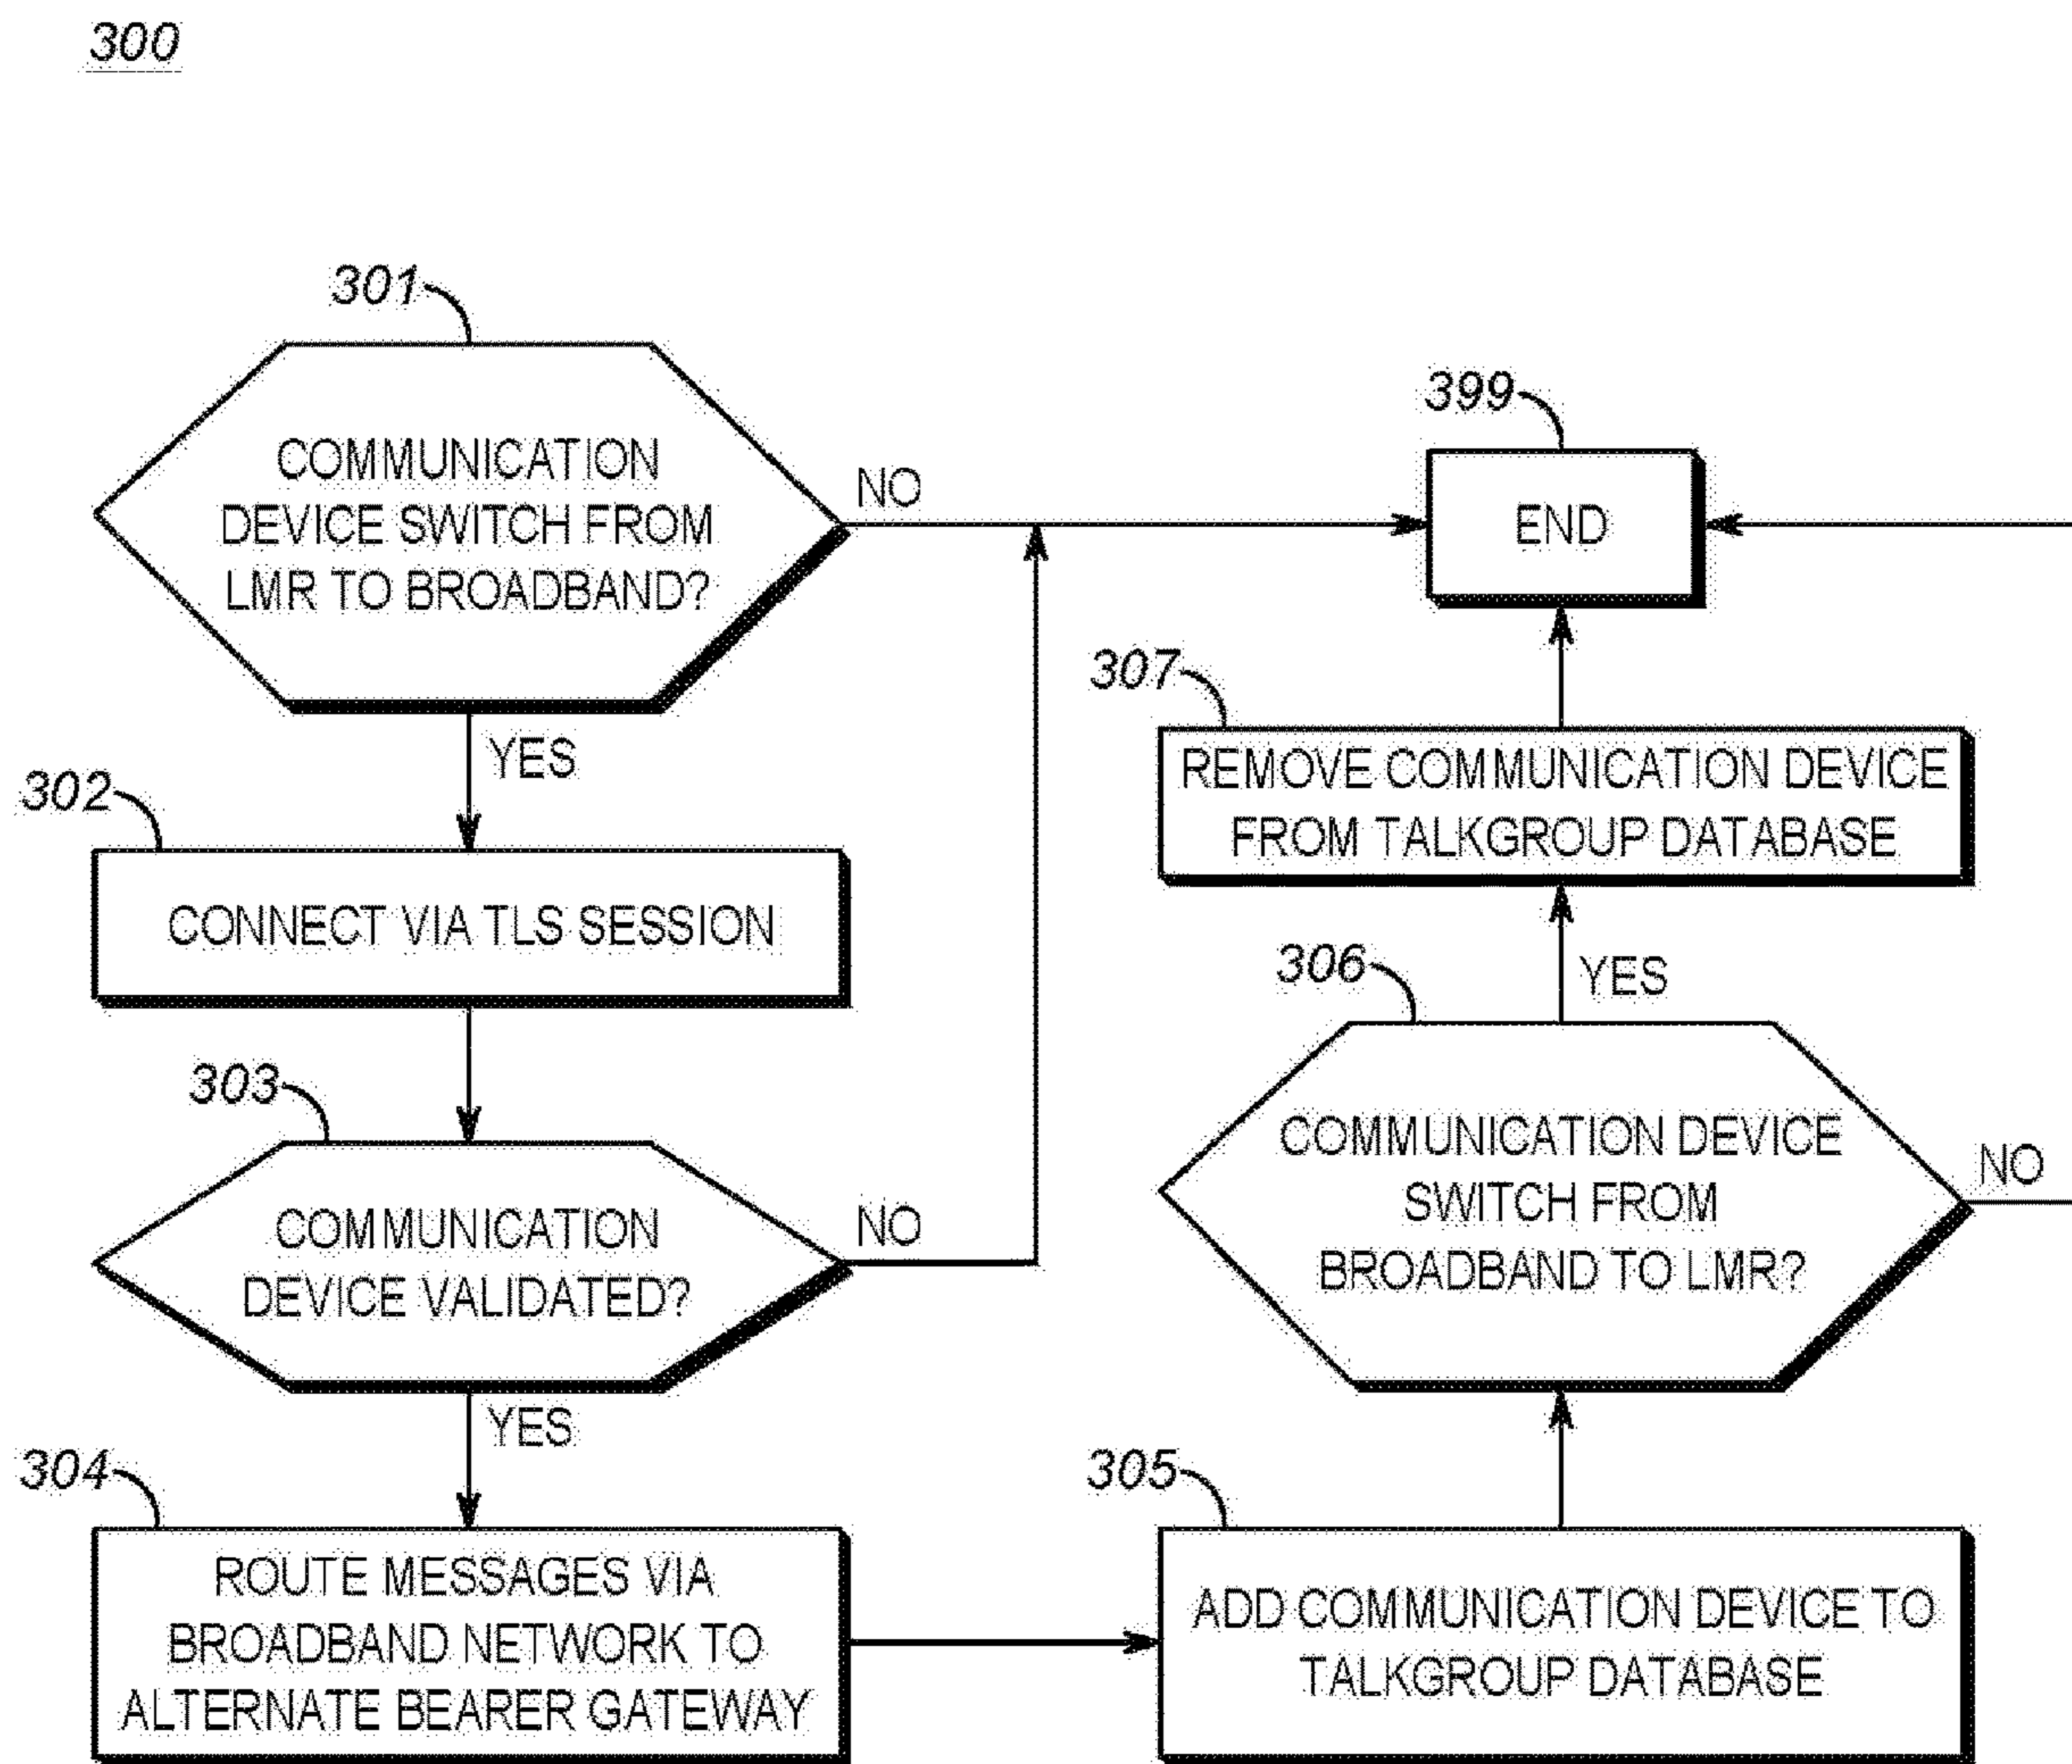 300
301
COMMUNICATION
DEVICE SWITCH FROM
LMR TO BROADBAND?
NO
YES
302
CONNECT VIA TLS SESSION
303
COMMUNICATION
DEVICE VALIDATED?
NO
YES
304
ROUTE MESSAGES VIA
BROADBAND NETWORK TO
ALTERNATE BEARER GATEWAY
305
ADD COMMUNICATION DEVICE TO
TALKGROUP DATABASE
306
COMMUNICATION DEVICE
SWITCH FROM
BROADBAND TO LMR?
NO
YES
307
REMOVE COMMUNICATION DEVICE
FROM TALKGROUP DATABASE
399
END